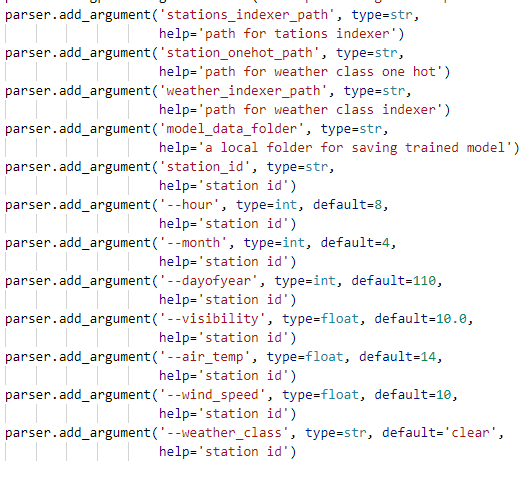 parser.add_argument('stations_indexer_path', type=str,
help='path for tations indexer')
parser.add_argument('station_onehot_path', type=str,
help='path for weather class one hot')
parser.add_argument('weather_indexer_path', type=str,
help='path for weather class indexer')
parser.add_argument('model_data_folder', type=str,
help='a local folder for saving trained model')
parser.add_argument('station_id', type=str,
help='station id')
parser.add_argument('--hour', type=int, default=8,
help='station id')
parser.add_argument('--month', type=int, default=4,
help='station id')
parser.add_argument('--dayofyear', type=int, default=110,
help='station id')
parser.add_argument('--visibility', type=float, default=10.0,
help='station id')
parser.add_argument('--air_temp', type=float, default=14,
help='station id')
parser.add_argument('--wind_speed', type=float, default=10,
help='station id')
parser.add_argument('--weather_class', type=str, default='clear',
help='station id')